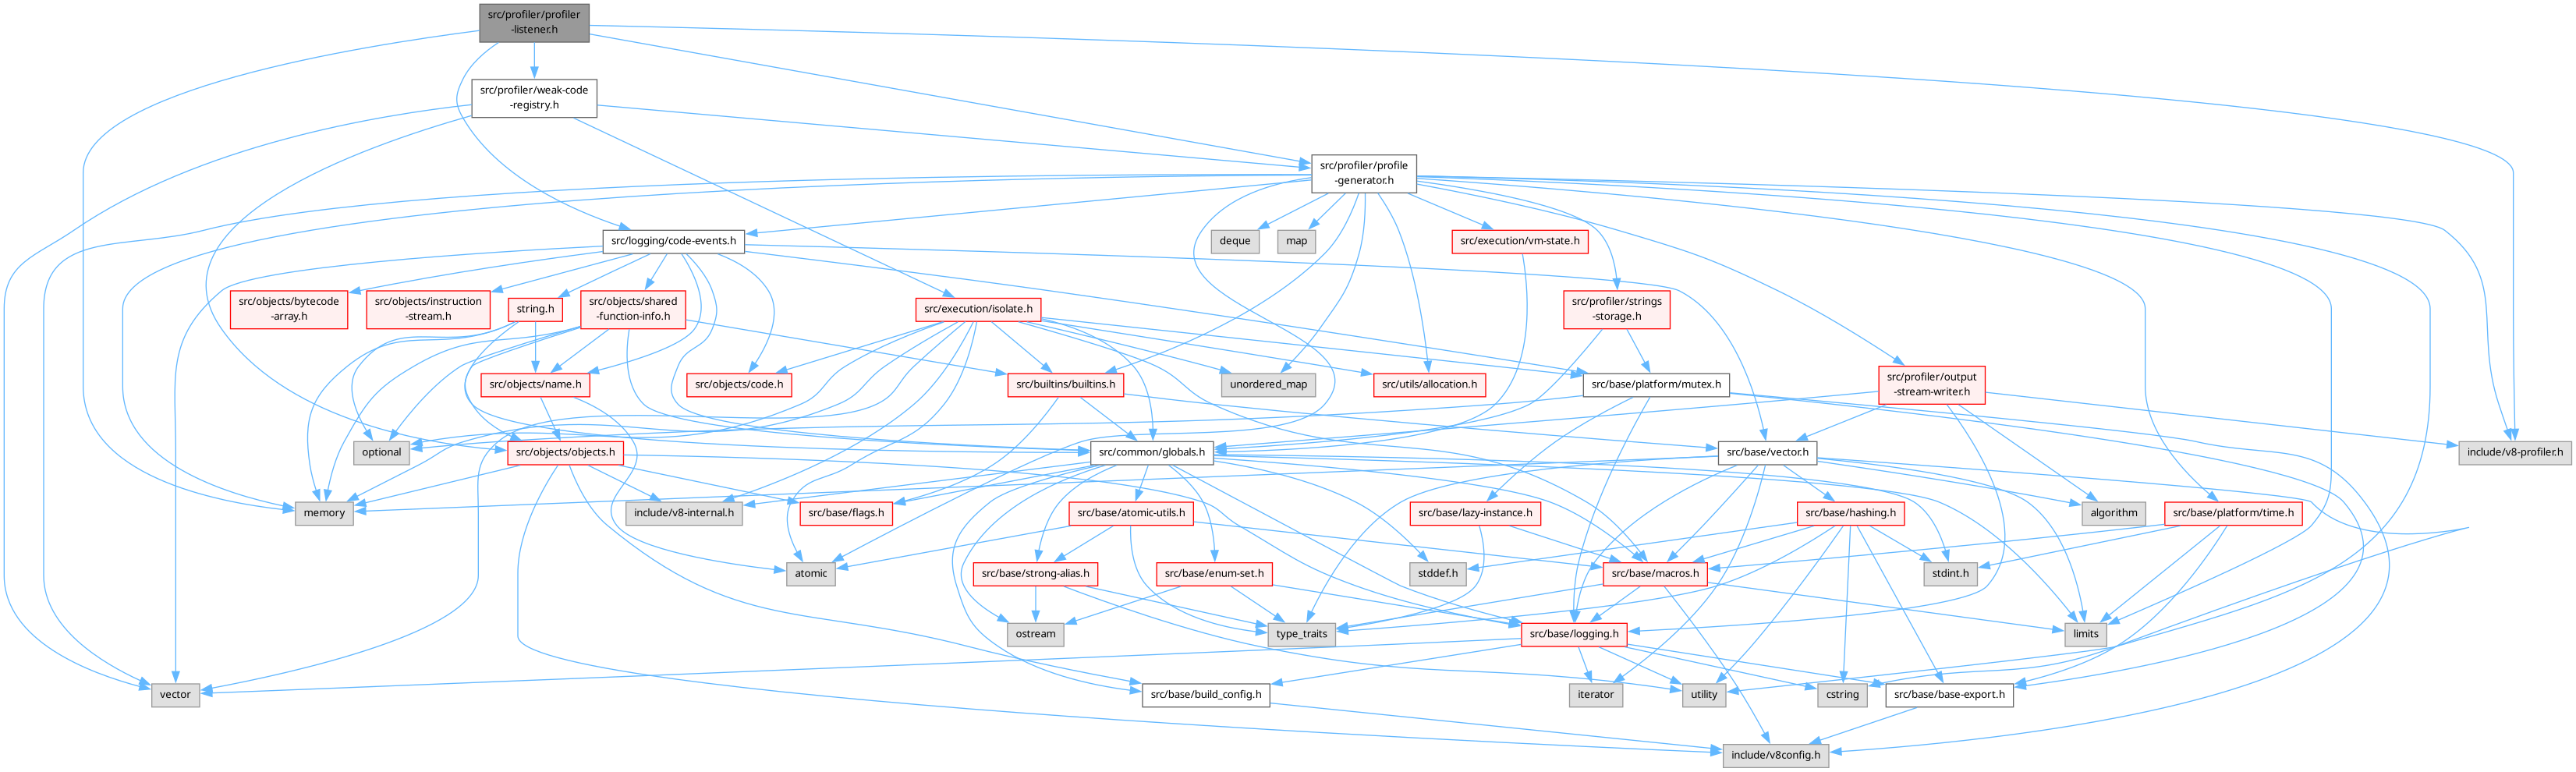 src/profiler/profiler
-listener.h
src/profiler/weak-code
-registry.h
src/profiler/profile
-generator.h
src/logging/code-events.h
deque
map
src/execution/vm-state.h
src/objects/bytecode
-array.h
src/objects/instruction
-stream.h
string.h
src/objects/shared
-function-info.h
src/execution/isolate.h
src/profiler/strings
-storage.h
src/objects/name.h
src/objects/code.h
src/builtins/builtins.h
unordered_map
src/utils/allocation.h
src/base/platform/mutex.h
src/profiler/output
-stream-writer.h
optional
src/objects/objects.h
src/common/globals.h
src/base/vector.h
include/v8-profiler.h
memory
include/v8-internal.h
src/base/flags.h
src/base/atomic-utils.h
src/base/lazy-instance.h
src/base/hashing.h
algorithm
src/base/platform/time.h
atomic
src/base/strong-alias.h
src/base/enum-set.h
stddef.h
src/base/macros.h
stdint.h
ostream
type_traits
src/base/logging.h
limits
vector
src/base/build_config.h
iterator
utility
cstring
src/base/base-export.h
include/v8config.h